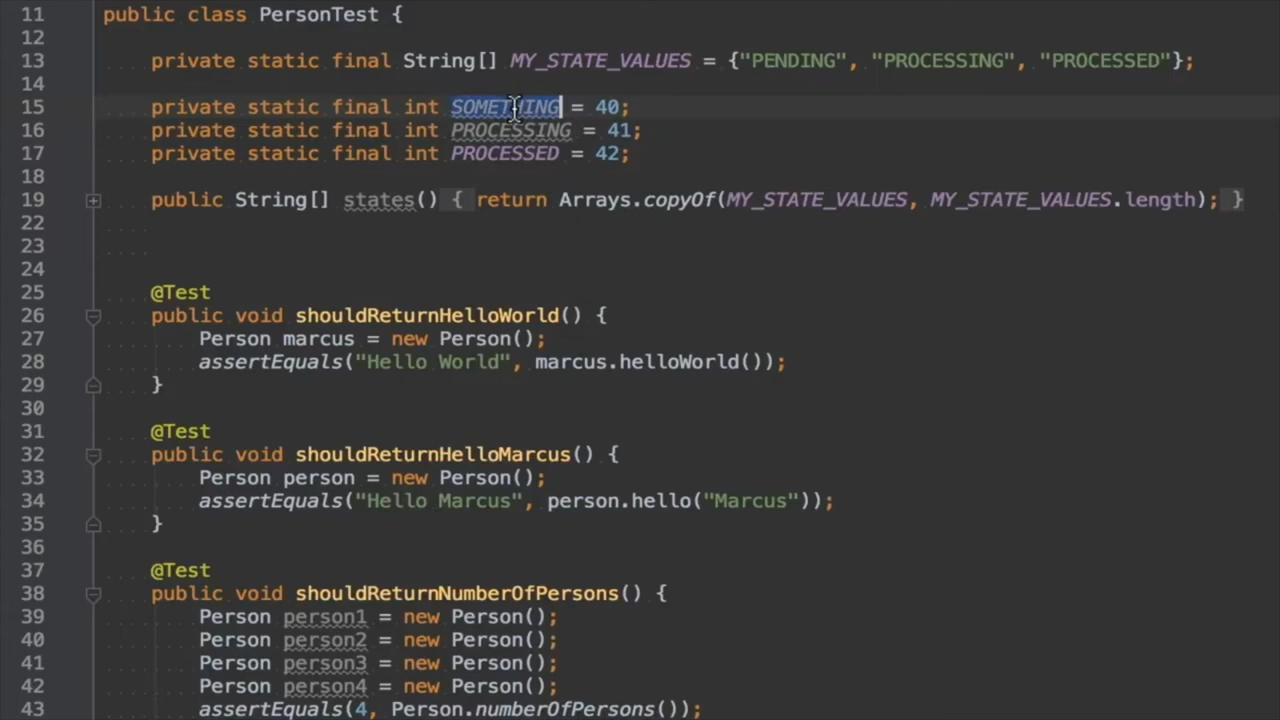 11 public class PersonTest {
12
13 private static final String[] MY_STATE_VALUES = {"PENDING", "PROCESSING", "PROCESSED"};
14
15 private static final int SOMETHING = 40;
16 private static final int PROCESSING = 41;
17 private static final int PROCESSED = 42;
18
19 public String[] states() { return Arrays.copyOf(MY_STATE_VALUES, MY_STATE_VALUES.length); }
22
23
24
25 @Test
26 public void shouldReturnHelloWorld() {
27 Person marcus = new Person();
28 assertEquals("Hello World", marcus.helloWorld());
29 }
30
31 @Test
32 public void shouldReturnHelloMarcus() {
33 Person person = new Person();
34 assertEquals("Hello Marcus", person.hello("Marcus"));
35 }
36
37 @Test
38 public void shouldReturnNumberOfPersons() {
39 Person person1 = new Person();
40 Person person2 = new Person();
41 Person person3 = new Person();
42 Person person4 = new Person();
43 assertEquals(4, Person.numberOfPersons());